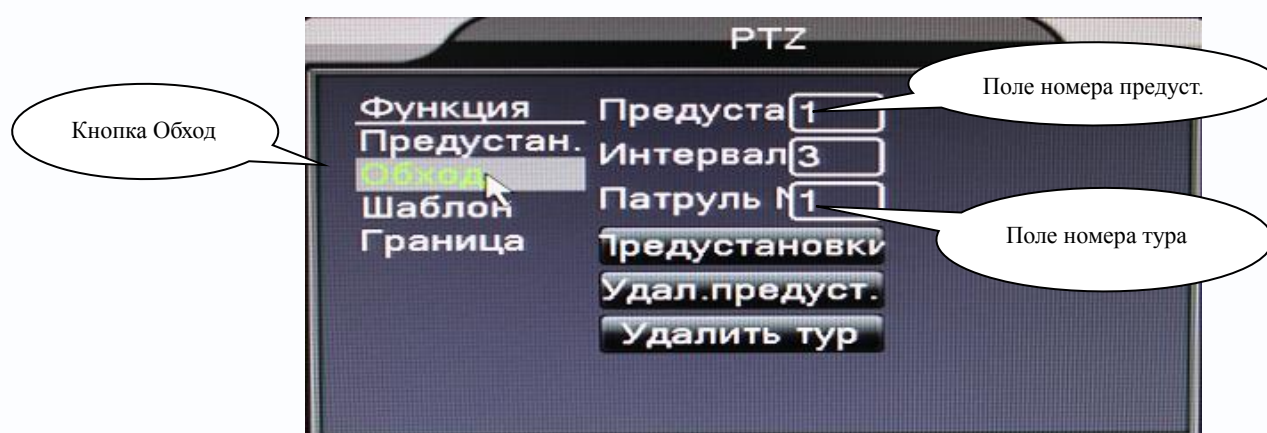 PTZ
Кнопка Обход
Функция
Предустан.
Обход
Шаблон
Граница
Предуста 1
Интервал 3
Патруль N 1
Предустановки
Удал.предуст.
Удалить тур
Поле номера предуст.
Поле номера тура